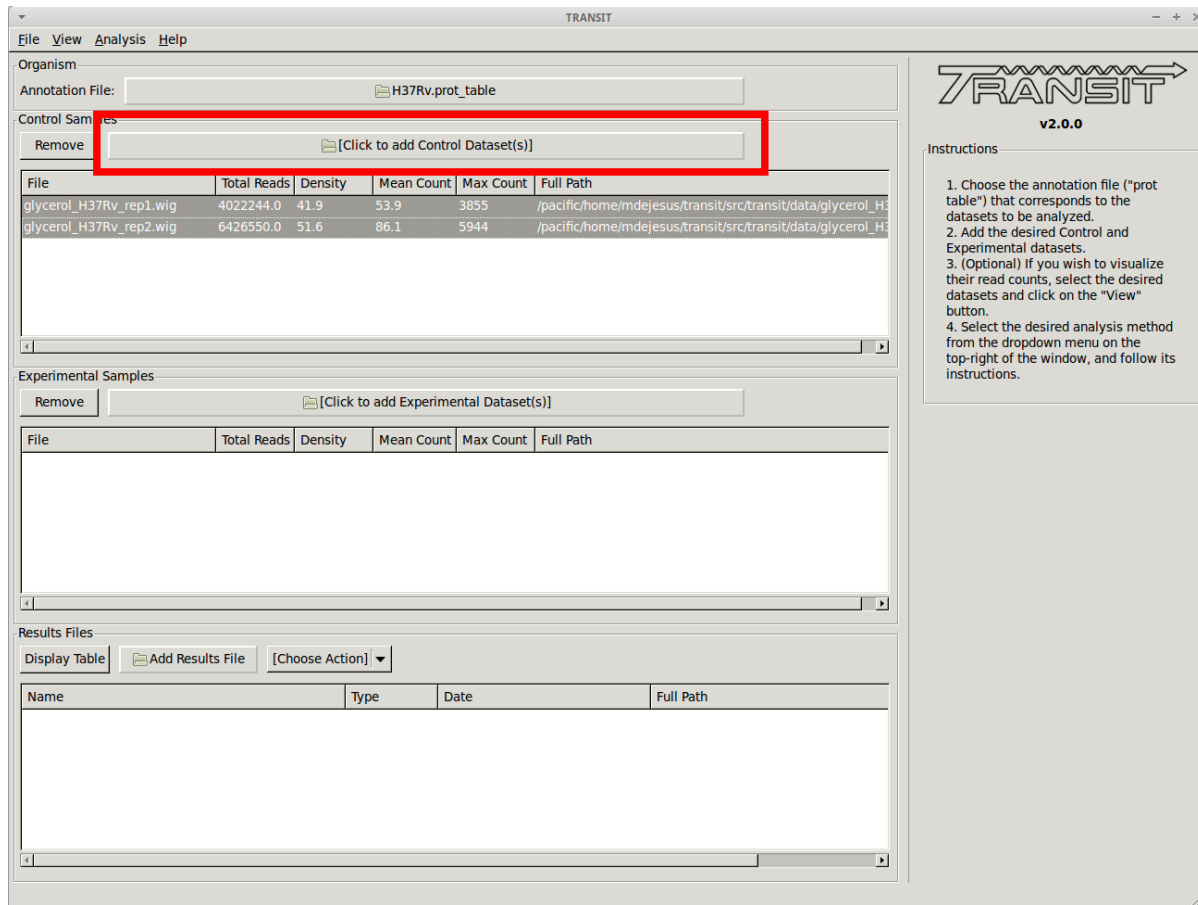 TRANSIT
File View Analysis Help
Organism
Annotation File: H37Rv.prot_table
Control Samples
Remove [Click to add Control Dataset(s)]
File Total Reads Density Mean Count Max Count Full Path
glycerol_H37Rv_rep1.wig 4022244.0 41.9 53.9 3855 /pacific/home/mdejesus/transit/src/transit/data/glycerol_H3
glycerol_H37Rv_rep2.wig 6426550.0 51.6 86.1 5944 /pacific/home/mdejesus/transit/src/transit/data/glycerol_H3
Experimental Samples
Remove [Click to add Experimental Dataset(s)]
File Total Reads Density Mean Count Max Count Full Path
Results Files
Display Table Add Results File [Choose Action]
Name Type Date Full Path
TRANSIT
v2.0.0
Instructions
1. Choose the annotation file ("prot
table") that corresponds to the
datasets to be analyzed.
2. Add the desired Control and
Experimental datasets.
3. (Optional) If you wish to visualize
their read counts, select the desired
datasets and click on the "View"
button.
4. Select the desired analysis method
from the dropdown menu on the
top-right of the window, and follow its
instructions.